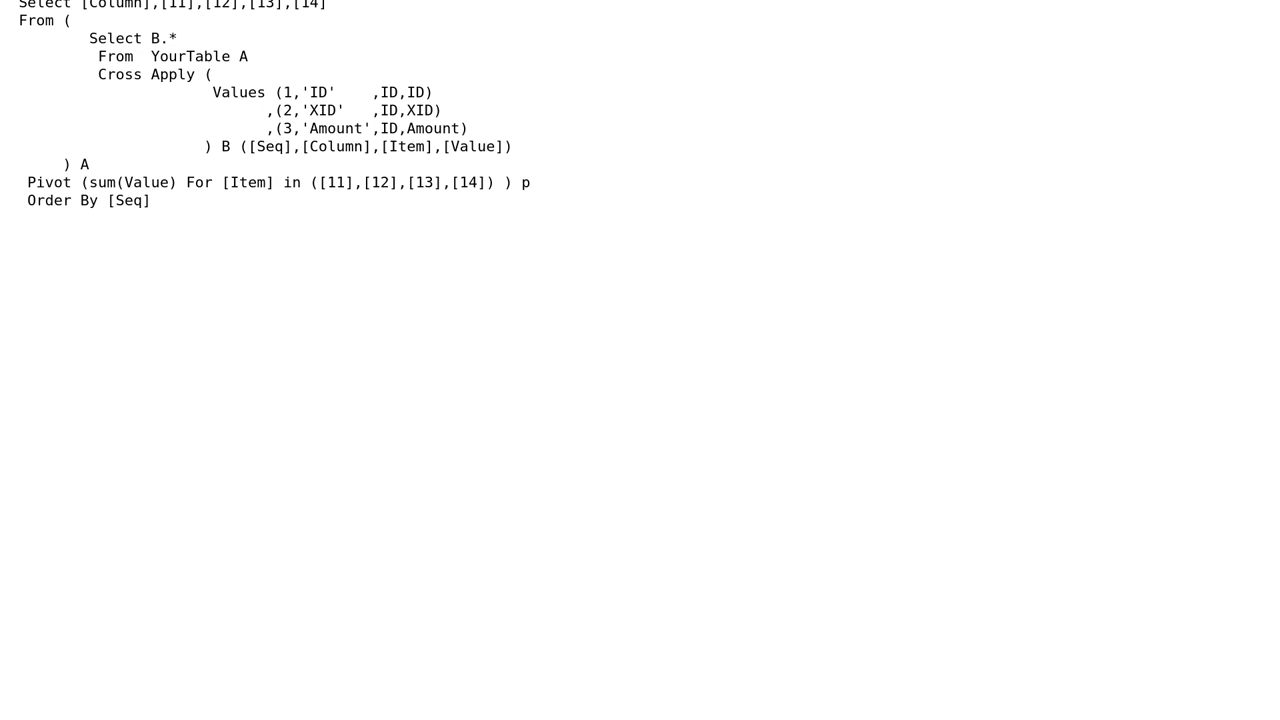 Select [Column],[11],[12],[13],[14]
From (
        Select B.*
         From  YourTable A
         Cross Apply (
                      Values (1,'ID'    ,ID,ID)
                            ,(2,'XID'   ,ID,XID)
                            ,(3,'Amount',ID,Amount)
                     ) B ([Seq],[Column],[Item],[Value])
     ) A
 Pivot (sum(Value) For [Item] in ([11],[12],[13],[14]) ) p
 Order By [Seq]